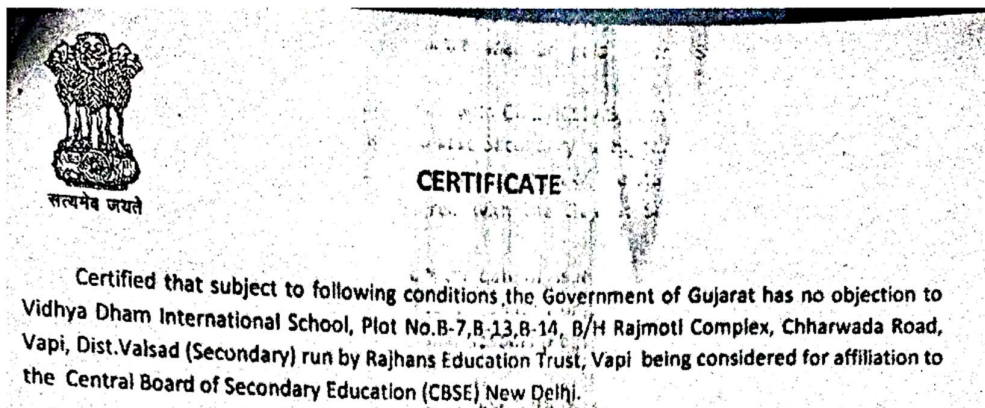 सत्यमेव जयते
CERTIFICATE
Certified that subject to following conditions the Government of Gujarat has no objection to
Vidhya Dham International School, Plot No.B-7,B-13,B-14, B/H Rajmoti Complex, Chharwada Road,
Vapi, Dist.Valsad (Secondary) run by Rajhans Education Trust, Vapi being considered for affiliation to
the Central Board of Secondary Education (CBSE) New Delhi.